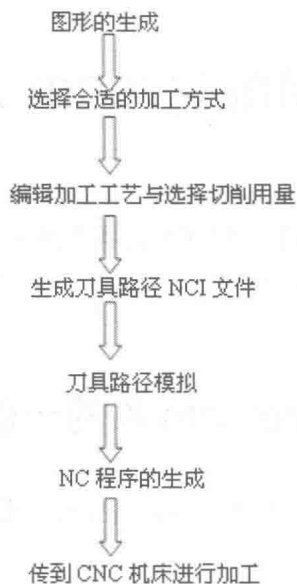 图形的生成
选择合适的加工方式
编辑加工工艺与选择切削用量
生成刀具路径 NCI 文件
刀具路径模拟
NC 程序的生成
传到 CNC 机床进行加工